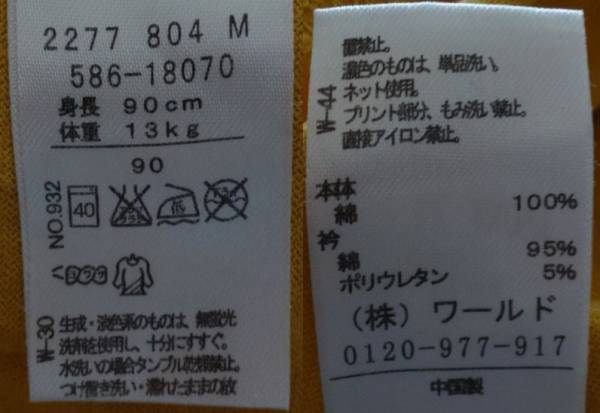 2277 804 M
586-18070
身長 90cm
体重 13kg
90
NO.932
40
低
W-30
生成・淡色系のものは、無蛍光
洗剤を使用し、十分にすすぐ。
水洗いの場合タンブル乾燥禁止。
つけ置き洗い・濡れたままの放
置禁止。
濃色のものは、単品洗い。
ネット使用。
プリント部分、もみ洗い禁止。
直接アイロン禁止。
W-44
本体
綿 100%
衿
綿 95%
ポリウレタン 5%
(株) ワールド
0120-977-917
中国製